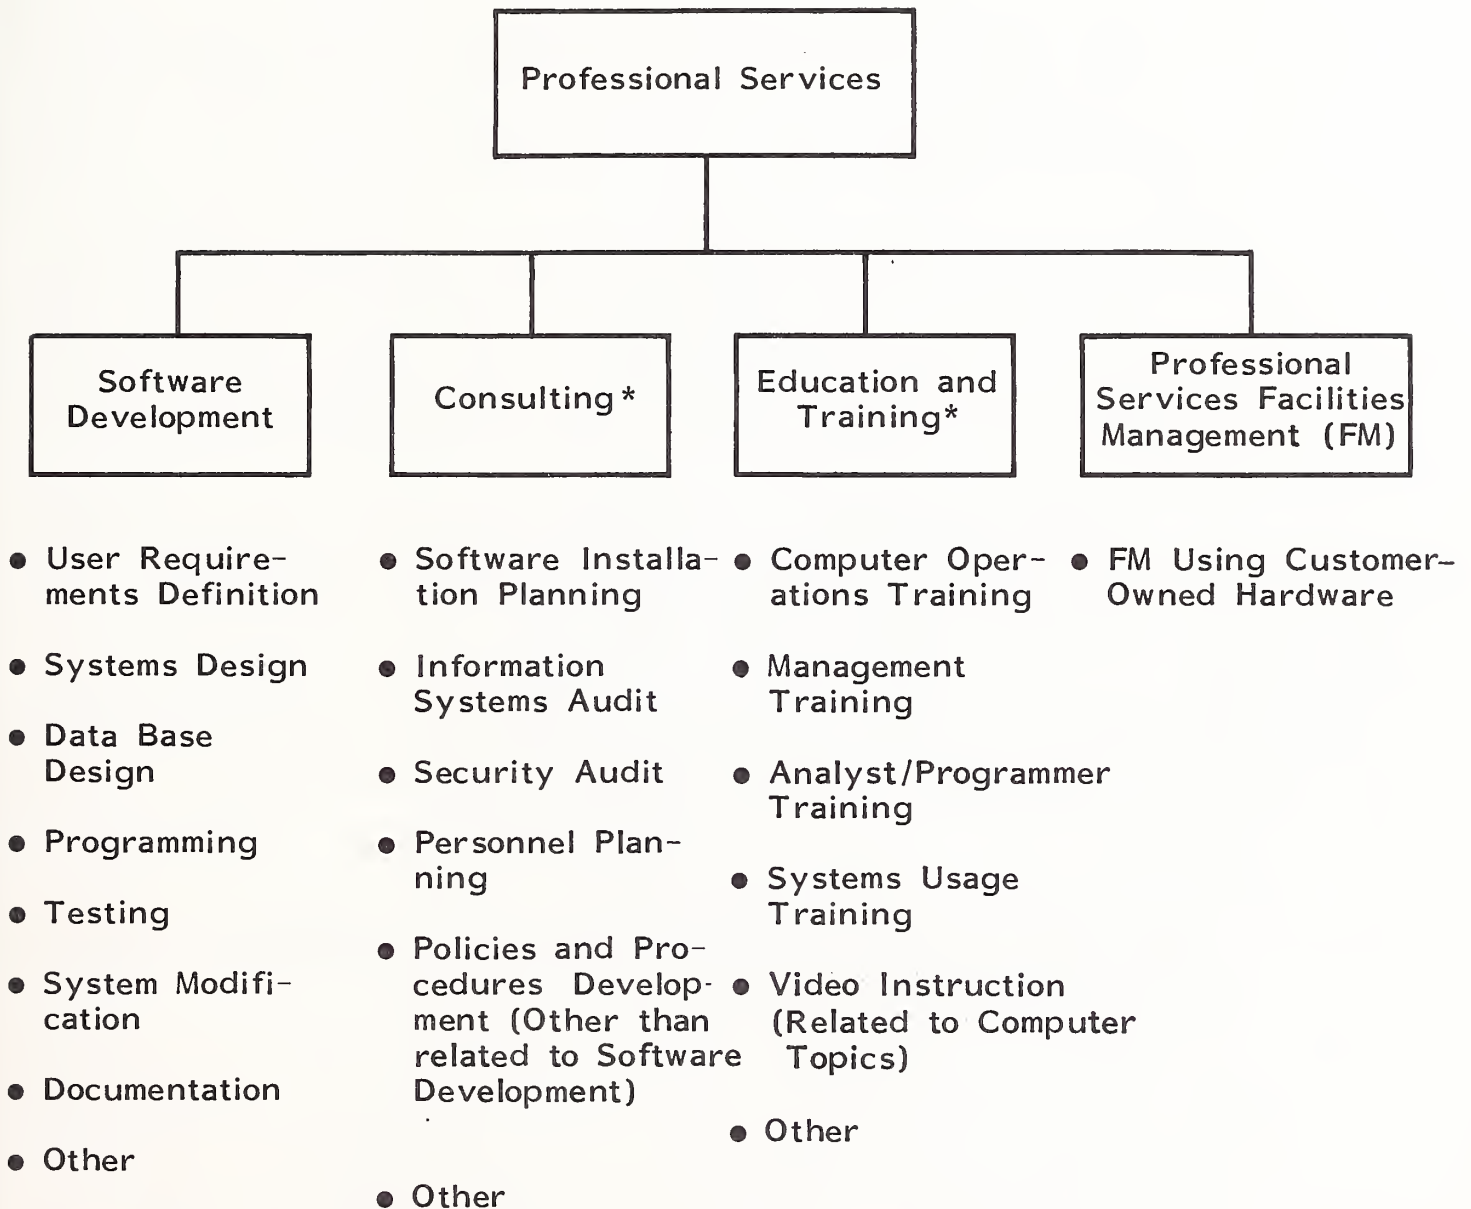 Professional Services
Software
Development
Consulting*
Education and
Training*
Professional
Services Facilities
Management (FM)
● User Require-
ments Definition
● Systems Design
● Data Base
Design
● Programming
● Testing
● System Modifi-
cation
● Documentation
● Other
● Software Installa-
tion Planning
● Information
Systems Audit
● Security Audit
● Personnel Plan-
ning
● Policies and Pro-
cedures Develop-
ment (Other than
related to Software
Development)
● Other
● Computer Oper-
ations Training
● Management
Training
● Analyst/Programmer
Training
● Systems Usage
Training
● Video Instruction
(Related to Computer
Topics)
● Other
● FM Using Customer-
Owned Hardware